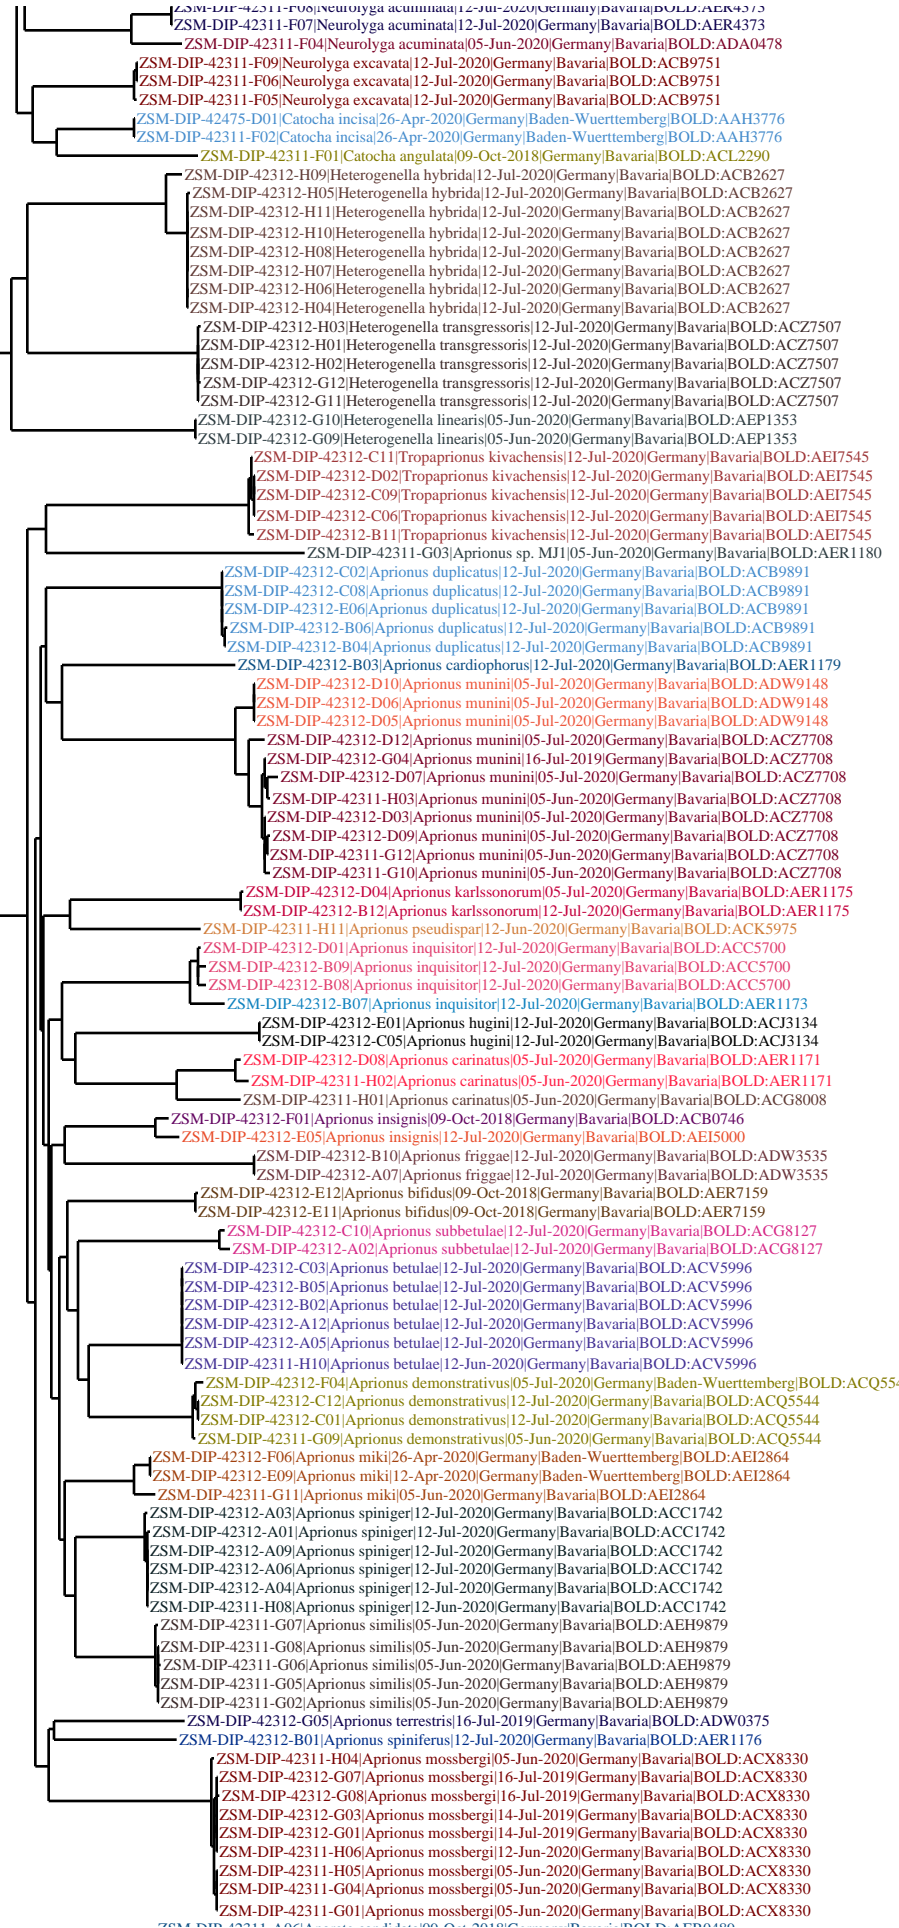 ZSM-DIP-42311-F08|Neurolyga acuminata|12-Jul-2020|Germany|Bavaria|BOLD:AER4373
ZSM-DIP-42311-F07|Neurolyga acuminata|12-Jul-2020|Germany|Bavaria|BOLD:AER4373
ZSM-DIP-42311-F04|Neurolyga acuminata|05-Jun-2020|Germany|Bavaria|BOLD:ADA0478
ZSM-DIP-42311-F09|Neurolyga excavata|12-Jul-2020|Germany|Bavaria|BOLD:ACB9751
ZSM-DIP-42311-F06|Neurolyga excavata|12-Jul-2020|Germany|Bavaria|BOLD:ACB9751
ZSM-DIP-42311-F05|Neurolyga excavata|12-Jul-2020|Germany|Bavaria|BOLD:ACB9751
ZSM-DIP-42475-D01|Catocha incisa|26-Apr-2020|Germany|Baden-Wuerttemberg|BOLD:AAH3776
ZSM-DIP-42311-F02|Catocha incisa|26-Apr-2020|Germany|Baden-Wuerttemberg|BOLD:AAH3776
ZSM-DIP-42311-F01|Catocha angulata|09-Oct-2018|Germany|Bavaria|BOLD:ACL2290
ZSM-DIP-42312-H09|Heterogenella hybrida|12-Jul-2020|Germany|Bavaria|BOLD:ACB2627
ZSM-DIP-42312-H05|Heterogenella hybrida|12-Jul-2020|Germany|Bavaria|BOLD:ACB2627
ZSM-DIP-42312-H11|Heterogenella hybrida|12-Jul-2020|Germany|Bavaria|BOLD:ACB2627
ZSM-DIP-42312-H10|Heterogenella hybrida|12-Jul-2020|Germany|Bavaria|BOLD:ACB2627
ZSM-DIP-42312-H08|Heterogenella hybrida|12-Jul-2020|Germany|Bavaria|BOLD:ACB2627
ZSM-DIP-42312-H07|Heterogenella hybrida|12-Jul-2020|Germany|Bavaria|BOLD:ACB2627
ZSM-DIP-42312-H06|Heterogenella hybrida|12-Jul-2020|Germany|Bavaria|BOLD:ACB2627
ZSM-DIP-42312-H04|Heterogenella hybrida|12-Jul-2020|Germany|Bavaria|BOLD:ACB2627
ZSM-DIP-42312-H03|Heterogenella transgressoris|12-Jul-2020|Germany|Bavaria|BOLD:ACZ7507
ZSM-DIP-42312-H01|Heterogenella transgressoris|12-Jul-2020|Germany|Bavaria|BOLD:ACZ7507
ZSM-DIP-42312-H02|Heterogenella transgressoris|12-Jul-2020|Germany|Bavaria|BOLD:ACZ7507
ZSM-DIP-42312-G12|Heterogenella transgressoris|12-Jul-2020|Germany|Bavaria|BOLD:ACZ7507
ZSM-DIP-42312-G11|Heterogenella transgressoris|12-Jul-2020|Germany|Bavaria|BOLD:ACZ7507
ZSM-DIP-42312-G10|Heterogenella linearis|05-Jun-2020|Germany|Bavaria|BOLD:AEP1353
ZSM-DIP-42312-G09|Heterogenella linearis|05-Jun-2020|Germany|Bavaria|BOLD:AEP1353
ZSM-DIP-42312-C11|Tropaprionus kivachensis|12-Jul-2020|Germany|Bavaria|BOLD:AEI7545
ZSM-DIP-42312-D02|Tropaprionus kivachensis|12-Jul-2020|Germany|Bavaria|BOLD:AEI7545
ZSM-DIP-42312-C09|Tropaprionus kivachensis|12-Jul-2020|Germany|Bavaria|BOLD:AEI7545
ZSM-DIP-42312-C06|Tropaprionus kivachensis|12-Jul-2020|Germany|Bavaria|BOLD:AEI7545
ZSM-DIP-42312-B11|Tropaprionus kivachensis|12-Jul-2020|Germany|Bavaria|BOLD:AEI7545
ZSM-DIP-42311-G03|Aprionus sp. MJ1|05-Jun-2020|Germany|Bavaria|BOLD:AER1180
ZSM-DIP-42312-C02|Aprionus duplicatus|12-Jul-2020|Germany|Bavaria|BOLD:ACB9891
ZSM-DIP-42312-C08|Aprionus duplicatus|12-Jul-2020|Germany|Bavaria|BOLD:ACB9891
ZSM-DIP-42312-E06|Aprionus duplicatus|12-Jul-2020|Germany|Bavaria|BOLD:ACB9891
ZSM-DIP-42312-B06|Aprionus duplicatus|12-Jul-2020|Germany|Bavaria|BOLD:ACB9891
ZSM-DIP-42312-B04|Aprionus duplicatus|12-Jul-2020|Germany|Bavaria|BOLD:ACB9891
ZSM-DIP-42312-B03|Aprionus cardiophorus|12-Jul-2020|Germany|Bavaria|BOLD:AER1179
ZSM-DIP-42312-D10|Aprionus munini|05-Jul-2020|Germany|Bavaria|BOLD:ADW9148
ZSM-DIP-42312-D06|Aprionus munini|05-Jul-2020|Germany|Bavaria|BOLD:ADW9148
ZSM-DIP-42312-D05|Aprionus munini|05-Jul-2020|Germany|Bavaria|BOLD:ADW9148
ZSM-DIP-42312-D12|Aprionus munini|05-Jul-2020|Germany|Bavaria|BOLD:ACZ7708
ZSM-DIP-42312-G04|Aprionus munini|16-Jul-2019|Germany|Bavaria|BOLD:ACZ7708
ZSM-DIP-42312-D07|Aprionus munini|05-Jul-2020|Germany|Bavaria|BOLD:ACZ7708
ZSM-DIP-42311-H03|Aprionus munini|05-Jun-2020|Germany|Bavaria|BOLD:ACZ7708
ZSM-DIP-42312-D03|Aprionus munini|05-Jul-2020|Germany|Bavaria|BOLD:ACZ7708
ZSM-DIP-42312-D09|Aprionus munini|05-Jul-2020|Germany|Bavaria|BOLD:ACZ7708
ZSM-DIP-42311-G12|Aprionus munini|05-Jun-2020|Germany|Bavaria|BOLD:ACZ7708
ZSM-DIP-42311-G10|Aprionus munini|05-Jun-2020|Germany|Bavaria|BOLD:ACZ7708
ZSM-DIP-42312-D04|Aprionus karlssonorum|05-Jul-2020|Germany|Bavaria|BOLD:AER1175
ZSM-DIP-42312-B12|Aprionus karlssonorum|12-Jul-2020|Germany|Bavaria|BOLD:AER1175
ZSM-DIP-42311-H11|Aprionus pseudispar|12-Jun-2020|Germany|Bavaria|BOLD:ACK5975
ZSM-DIP-42312-D01|Aprionus inquisitor|12-Jul-2020|Germany|Bavaria|BOLD:ACC5700
ZSM-DIP-42312-B09|Aprionus inquisitor|12-Jul-2020|Germany|Bavaria|BOLD:ACC5700
ZSM-DIP-42312-B08|Aprionus inquisitor|12-Jul-2020|Germany|Bavaria|BOLD:ACC5700
ZSM-DIP-42312-B07|Aprionus inquisitor|12-Jul-2020|Germany|Bavaria|BOLD:AER1173
ZSM-DIP-42312-E01|Aprionus hugini|12-Jul-2020|Germany|Bavaria|BOLD:ACJ3134
ZSM-DIP-42312-C05|Aprionus hugini|12-Jul-2020|Germany|Bavaria|BOLD:ACJ3134
ZSM-DIP-42312-D08|Aprionus carinatus|05-Jul-2020|Germany|Bavaria|BOLD:AER1171
ZSM-DIP-42311-H02|Aprionus carinatus|05-Jun-2020|Germany|Bavaria|BOLD:AER1171
ZSM-DIP-42311-H01|Aprionus carinatus|05-Jun-2020|Germany|Bavaria|BOLD:ACG8008
ZSM-DIP-42312-F01|Aprionus insignis|09-Oct-2018|Germany|Bavaria|BOLD:ACB0746
ZSM-DIP-42312-E05|Aprionus insignis|12-Jul-2020|Germany|Bavaria|BOLD:AEI5000
ZSM-DIP-42312-B10|Aprionus friggae|12-Jul-2020|Germany|Bavaria|BOLD:ADW3535
ZSM-DIP-42312-A07|Aprionus friggae|12-Jul-2020|Germany|Bavaria|BOLD:ADW3535
ZSM-DIP-42312-E12|Aprionus bifidus|09-Oct-2018|Germany|Bavaria|BOLD:AER7159
ZSM-DIP-42312-E11|Aprionus bifidus|09-Oct-2018|Germany|Bavaria|BOLD:AER7159
ZSM-DIP-42312-C10|Aprionus subbetulae|12-Jul-2020|Germany|Bavaria|BOLD:ACG8127
ZSM-DIP-42312-A02|Aprionus subbetulae|12-Jul-2020|Germany|Bavaria|BOLD:ACG8127
ZSM-DIP-42312-C03|Aprionus betulae|12-Jul-2020|Germany|Bavaria|BOLD:ACV5996
ZSM-DIP-42312-B05|Aprionus betulae|12-Jul-2020|Germany|Bavaria|BOLD:ACV5996
ZSM-DIP-42312-B02|Aprionus betulae|12-Jul-2020|Germany|Bavaria|BOLD:ACV5996
ZSM-DIP-42312-A12|Aprionus betulae|12-Jul-2020|Germany|Bavaria|BOLD:ACV5996
ZSM-DIP-42312-A05|Aprionus betulae|12-Jul-2020|Germany|Bavaria|BOLD:ACV5996
ZSM-DIP-42311-H10|Aprionus betulae|12-Jun-2020|Germany|Bavaria|BOLD:ACV5996
ZSM-DIP-42312-F04|Aprionus demonstrativus|05-Jul-2020|Germany|Baden-Wuerttemberg|BOLD:ACQ554
ZSM-DIP-42312-C12|Aprionus demonstrativus|12-Jul-2020|Germany|Bavaria|BOLD:ACQ5544
ZSM-DIP-42312-C01|Aprionus demonstrativus|12-Jul-2020|Germany|Bavaria|BOLD:ACQ5544
ZSM-DIP-42311-G09|Aprionus demonstrativus|05-Jun-2020|Germany|Bavaria|BOLD:ACQ5544
ZSM-DIP-42312-F06|Aprionus miki|26-Apr-2020|Germany|Baden-Wuerttemberg|BOLD:AEI2864
ZSM-DIP-42312-E09|Aprionus miki|12-Apr-2020|Germany|Baden-Wuerttemberg|BOLD:AEI2864
ZSM-DIP-42311-G11|Aprionus miki|05-Jun-2020|Germany|Bavaria|BOLD:AEI2864
ZSM-DIP-42312-A03|Aprionus spiniger|12-Jul-2020|Germany|Bavaria|BOLD:ACC1742
ZSM-DIP-42312-A01|Aprionus spiniger|12-Jul-2020|Germany|Bavaria|BOLD:ACC1742
ZSM-DIP-42312-A09|Aprionus spiniger|12-Jul-2020|Germany|Bavaria|BOLD:ACC1742
ZSM-DIP-42312-A06|Aprionus spiniger|12-Jul-2020|Germany|Bavaria|BOLD:ACC1742
ZSM-DIP-42312-A04|Aprionus spiniger|12-Jul-2020|Germany|Bavaria|BOLD:ACC1742
ZSM-DIP-42311-H08|Aprionus spiniger|12-Jun-2020|Germany|Bavaria|BOLD:ACC1742
ZSM-DIP-42311-G07|Aprionus similis|05-Jun-2020|Germany|Bavaria|BOLD:AEH9879
ZSM-DIP-42311-G08|Aprionus similis|05-Jun-2020|Germany|Bavaria|BOLD:AEH9879
ZSM-DIP-42311-G06|Aprionus similis|05-Jun-2020|Germany|Bavaria|BOLD:AEH9879
ZSM-DIP-42311-G05|Aprionus similis|05-Jun-2020|Germany|Bavaria|BOLD:AEH9879
ZSM-DIP-42311-G02|Aprionus similis|05-Jun-2020|Germany|Bavaria|BOLD:AEH9879
ZSM-DIP-42312-G05|Aprionus terrestris|16-Jul-2019|Germany|Bavaria|BOLD:ADW0375
ZSM-DIP-42312-B01|Aprionus spiniferus|12-Jul-2020|Germany|Bavaria|BOLD:AER1176
ZSM-DIP-42311-H04|Aprionus mossbergi|05-Jun-2020|Germany|Bavaria|BOLD:ACX8330
ZSM-DIP-42312-G07|Aprionus mossbergi|16-Jul-2019|Germany|Bavaria|BOLD:ACX8330
ZSM-DIP-42312-G08|Aprionus mossbergi|16-Jul-2019|Germany|Bavaria|BOLD:ACX8330
ZSM-DIP-42312-G03|Aprionus mossbergi|14-Jul-2019|Germany|Bavaria|BOLD:ACX8330
ZSM-DIP-42312-G01|Aprionus mossbergi|14-Jul-2019|Germany|Bavaria|BOLD:ACX8330
ZSM-DIP-42311-H06|Aprionus mossbergi|12-Jun-2020|Germany|Bavaria|BOLD:ACX8330
ZSM-DIP-42311-H05|Aprionus mossbergi|05-Jun-2020|Germany|Bavaria|BOLD:ACX8330
ZSM-DIP-42311-G04|Aprionus mossbergi|05-Jun-2020|Germany|Bavaria|BOLD:ACX8330
ZSM-DIP-42311-G01|Aprionus mossbergi|05-Jun-2020|Germany|Bavaria|BOLD:ACX8330